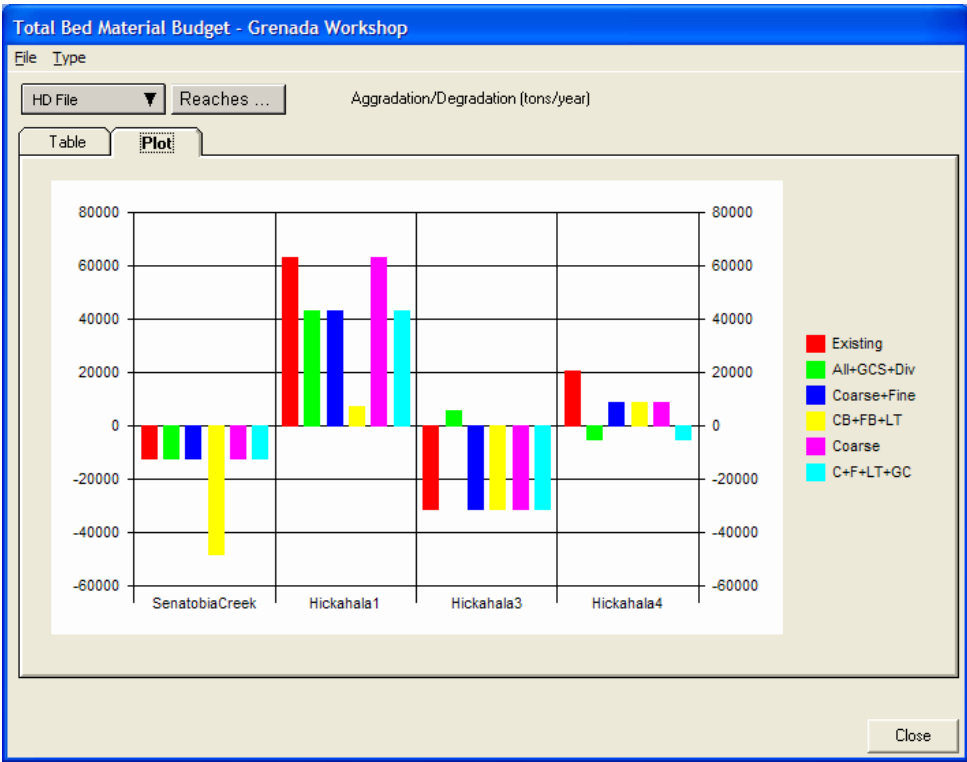 Total Bed Material Budget - Grenada Workshop
File Type
HD File ▼ Reaches ... Aggradation/Degradation (tons/year)
Table Plot
80000 80000
60000 60000
40000 40000
20000 20000
0 0
-20000 -20000
-40000 -40000
-60000 -60000
SenatobiaCreek Hickahala1 Hickahala3 Hickahala4
Existing
All+GCS+Div
Coarse+Fine
CB+FB+LT
Coarse
C+F+LT+GC
Close